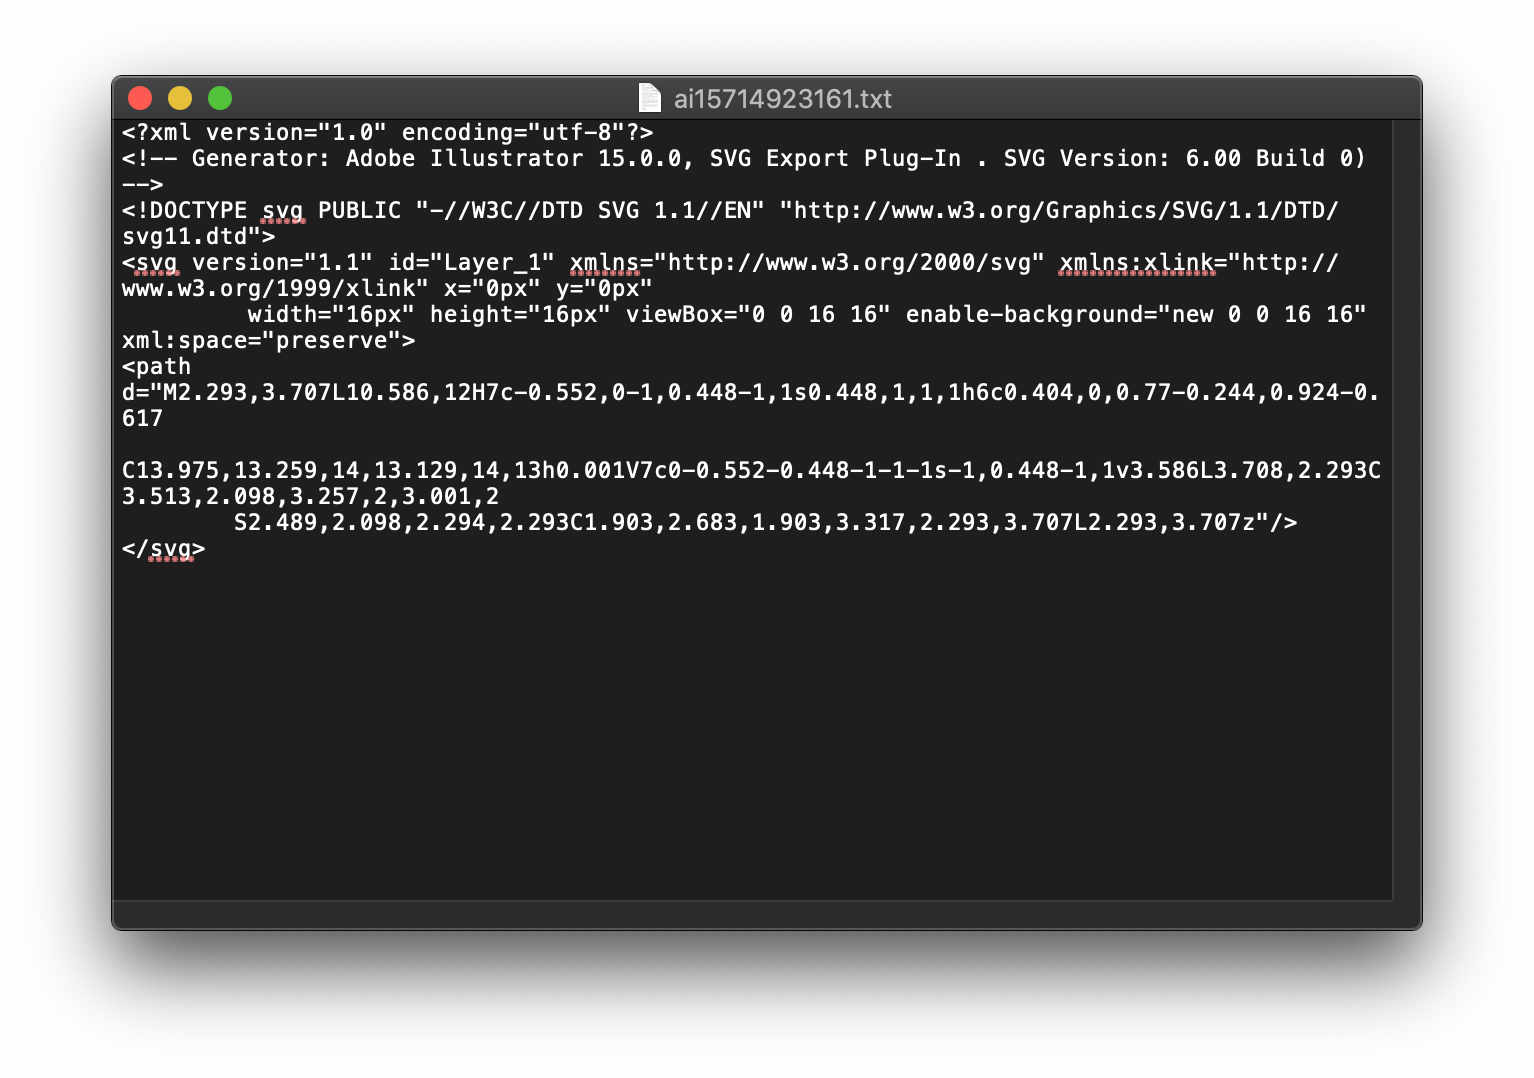 ai15714923161.txt
<?xml version="1.0" encoding="utf-8"?>
<!-- Generator: Adobe Illustrator 15.0.0, SVG Export Plug-In . SVG Version: 6.00 Build 0)
-->
<!DOCTYPE svg PUBLIC "-//W3C//DTD SVG 1.1//EN" "http://www.w3.org/Graphics/SVG/1.1/DTD/
svg11.dtd">
<svg version="1.1" id="Layer_1" xmlns="http://www.w3.org/2000/svg" xmlns:xlink="http://
www.w3.org/1999/xlink" x="0px" y="0px"
width="16px" height="16px" viewBox="0 0 16 16" enable-background="new 0 0 16 16"
xml:space="preserve">
<path
d="M2.293,3.707L10.586,12H7c-0.552,0-1,0.448-1,1s0.448,1,1,1h6c0.404,0,0.77-0.244,0.924-0.
617
C13.975,13.259,14,13.129,14,13h0.001V7c0-0.552-0.448-1-1-1s-1,0.448-1,1v3.586L3.708,2.293C
3.513,2.098,3.257,2,3.001,2
S2.489,2.098,2.294,2.293C1.903,2.683,1.903,3.317,2.293,3.707L2.293,3.707z"/>
</svg>